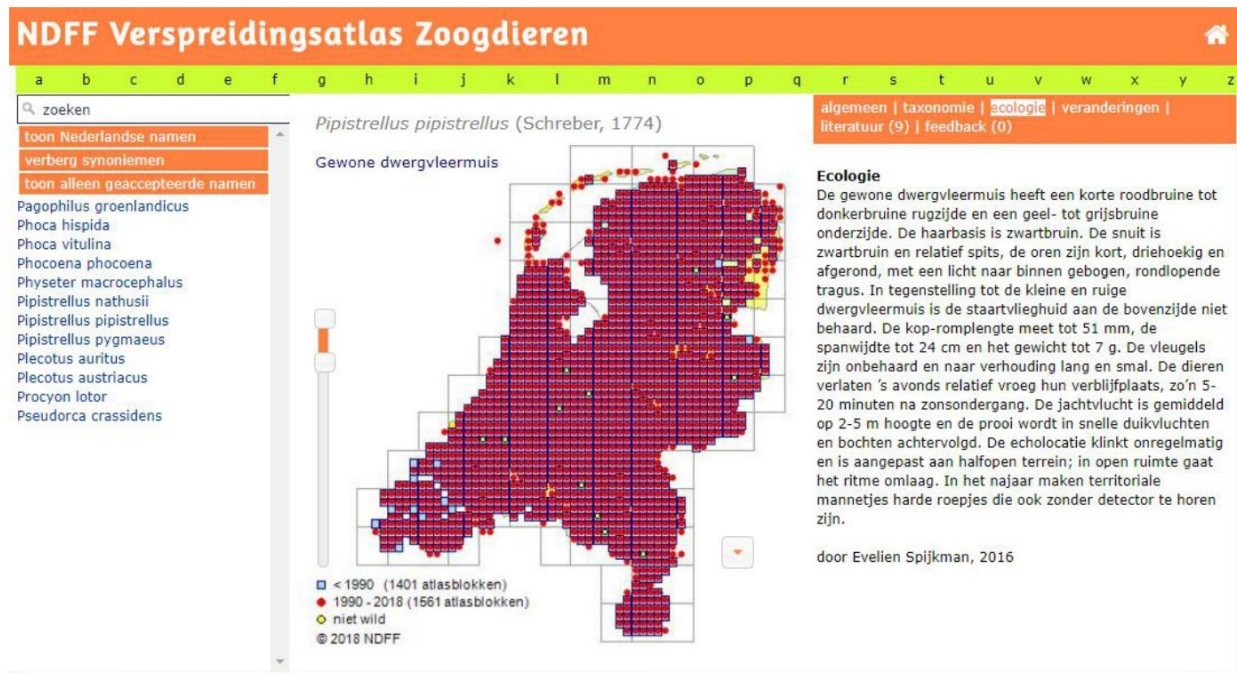 NDFF Verspreidingsatlas Zoogdieren
a b c d e f g h i j k l m n o p q r s t u v w x y z
zoeken
toon Nederlandse namen
verberg synoniemen
toon alleen geaccepteerde namen
Pagophilus groenlandicus
Phoca hispida
Phoca vitulina
Phocoena phocoena
Physeter macrocephalus
Pipistrellus nathusii
Pipistrellus pipistrellus
Pipistrellus pygmaeus
Plecotus auritus
Plecotus austriacus
Procyon lotor
Pseudorca crassidens
Pipistrellus pipistrellus (Schreber, 1774)
Gewone dwergvleermuis
< 1990 (1401 atlasblokken)
1990 - 2018 (1561 atlasblokken)
niet wild
© 2018 NDFF
algemeen | taxonomie | ecologie | veranderingen |
literatuur (9) | feedback (0)
Ecologie
De gewone dwergvleermuis heeft een korte roodbruine tot
donkerbruine rugzijde en een geel- tot grijsbruine
onderzijde. De haarbasis is zwartbruin. De snuit is
zwartbruin en relatief spits, de oren zijn kort, driehoekig en
afgerond, met een licht naar binnen gebogen, rondlopende
tragus. In tegenstelling tot de kleine en ruige
dwergvleermuis is de staartvlieghuid aan de bovenzijde niet
behaard. De kop-romplengte meet tot 51 mm, de
spanwijdte tot 24 cm en het gewicht tot 7 g. De vleugels
zijn onbehaard en naar verhouding lang en smal. De dieren
verlaten 's avonds relatief vroeg hun verblijfplaats, zo'n 5-
20 minuten na zonsondergang. De jachtvlucht is gemiddeld
op 2-5 m hoogte en de prooi wordt in snelle duikvluchten
en bochten achtervolgd. De echolocatie klinkt onregelmatig
en is aangepast aan halfopen terrein; in open ruimte gaat
het ritme omlaag. In het najaar maken territoriale
mannetjes harde roepjes die ook zonder detector te horen
zijn.
door Evelien Spijkman, 2016